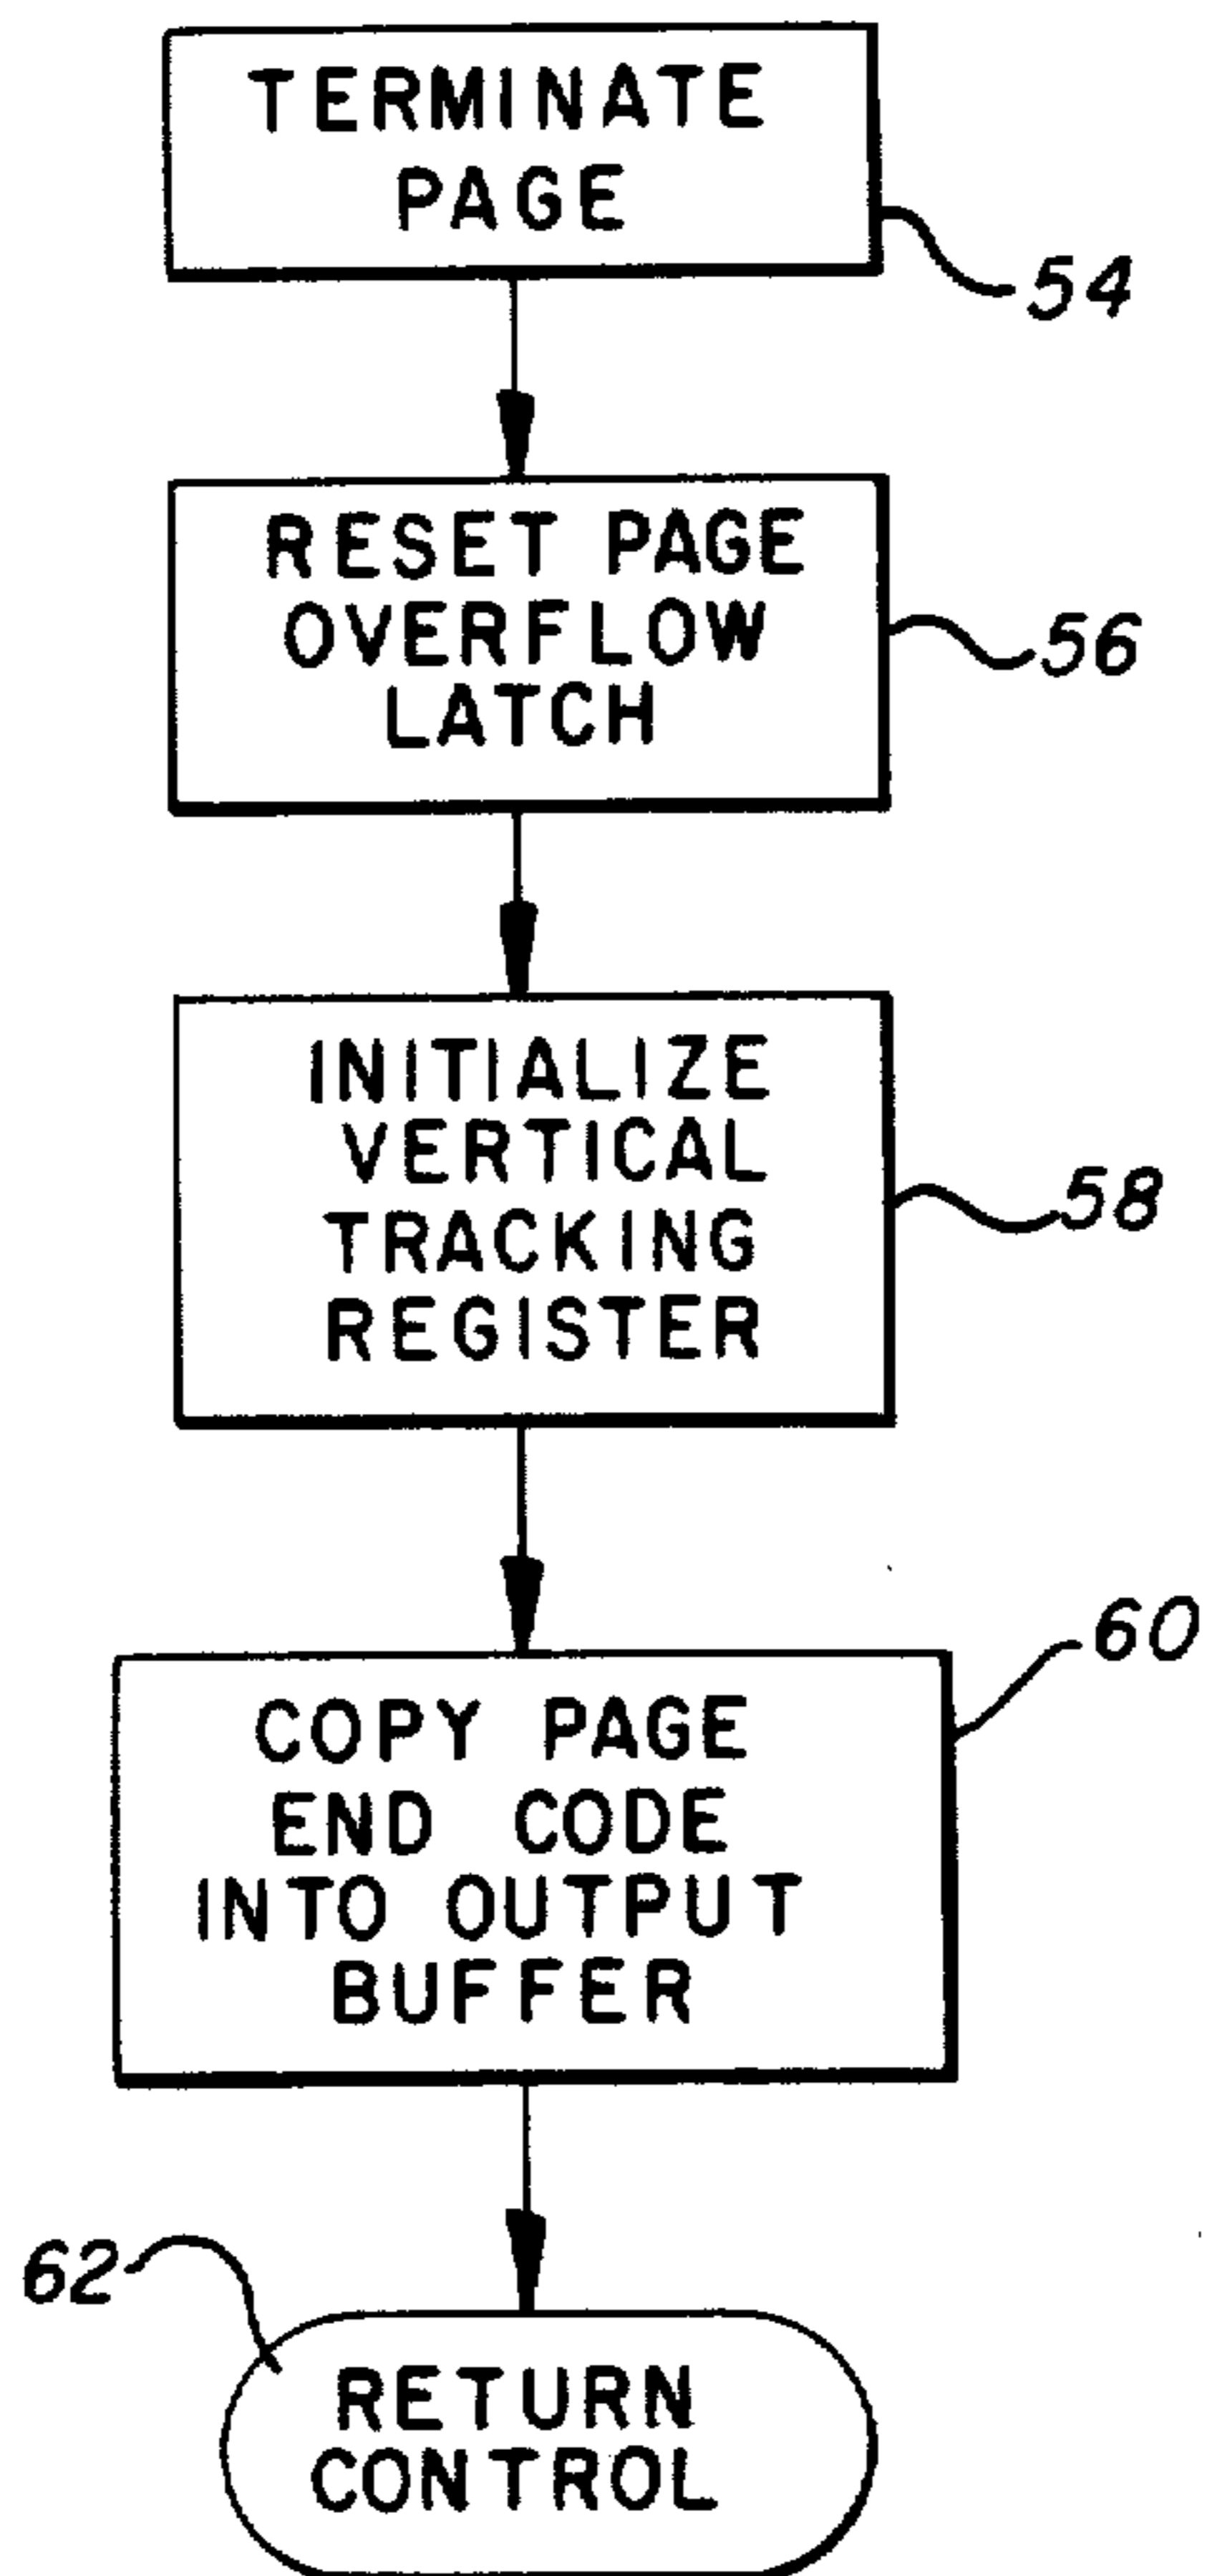 TERMINATE
PAGE
54
RESET PAGE
OVERFLOW
LATCH
56
INITIALIZE
VERTICAL
TRACKING
REGISTER
58
60
COPY PAGE
END CODE
INTO OUTPUT
BUFFER
62
RETURN
CONTROL